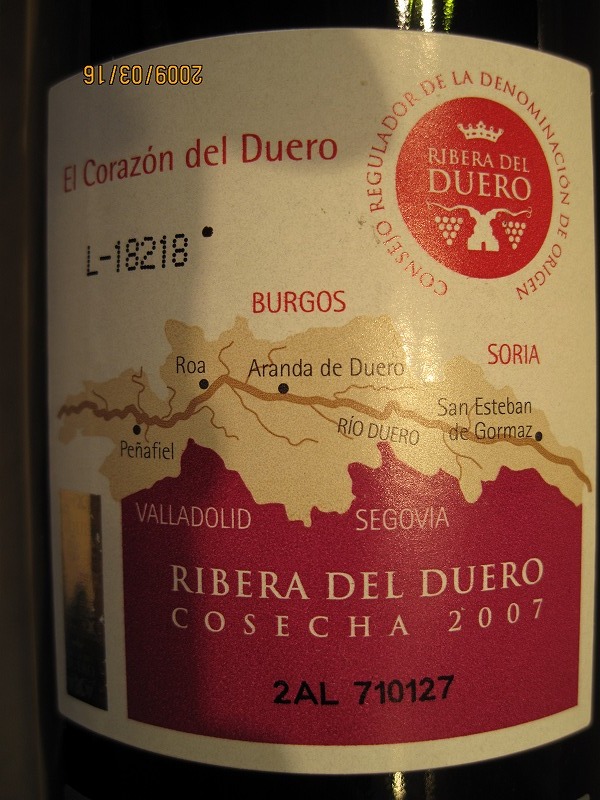 2009/03/16
El Corazón del Duero
CONSEJO REGULADOR DE LA DENOMINACIÓN DE ORIGEN
RIBERA DEL
DUERO
L-18218
BURGOS
SORIA
Roa
Aranda de Duero
San Esteban
de Gormaz
RÍO DUERO
Peñafiel
VALLADOLID
SEGOVIA
RIBERA DEL DUERO
COSECHA 2007
2AL 710127